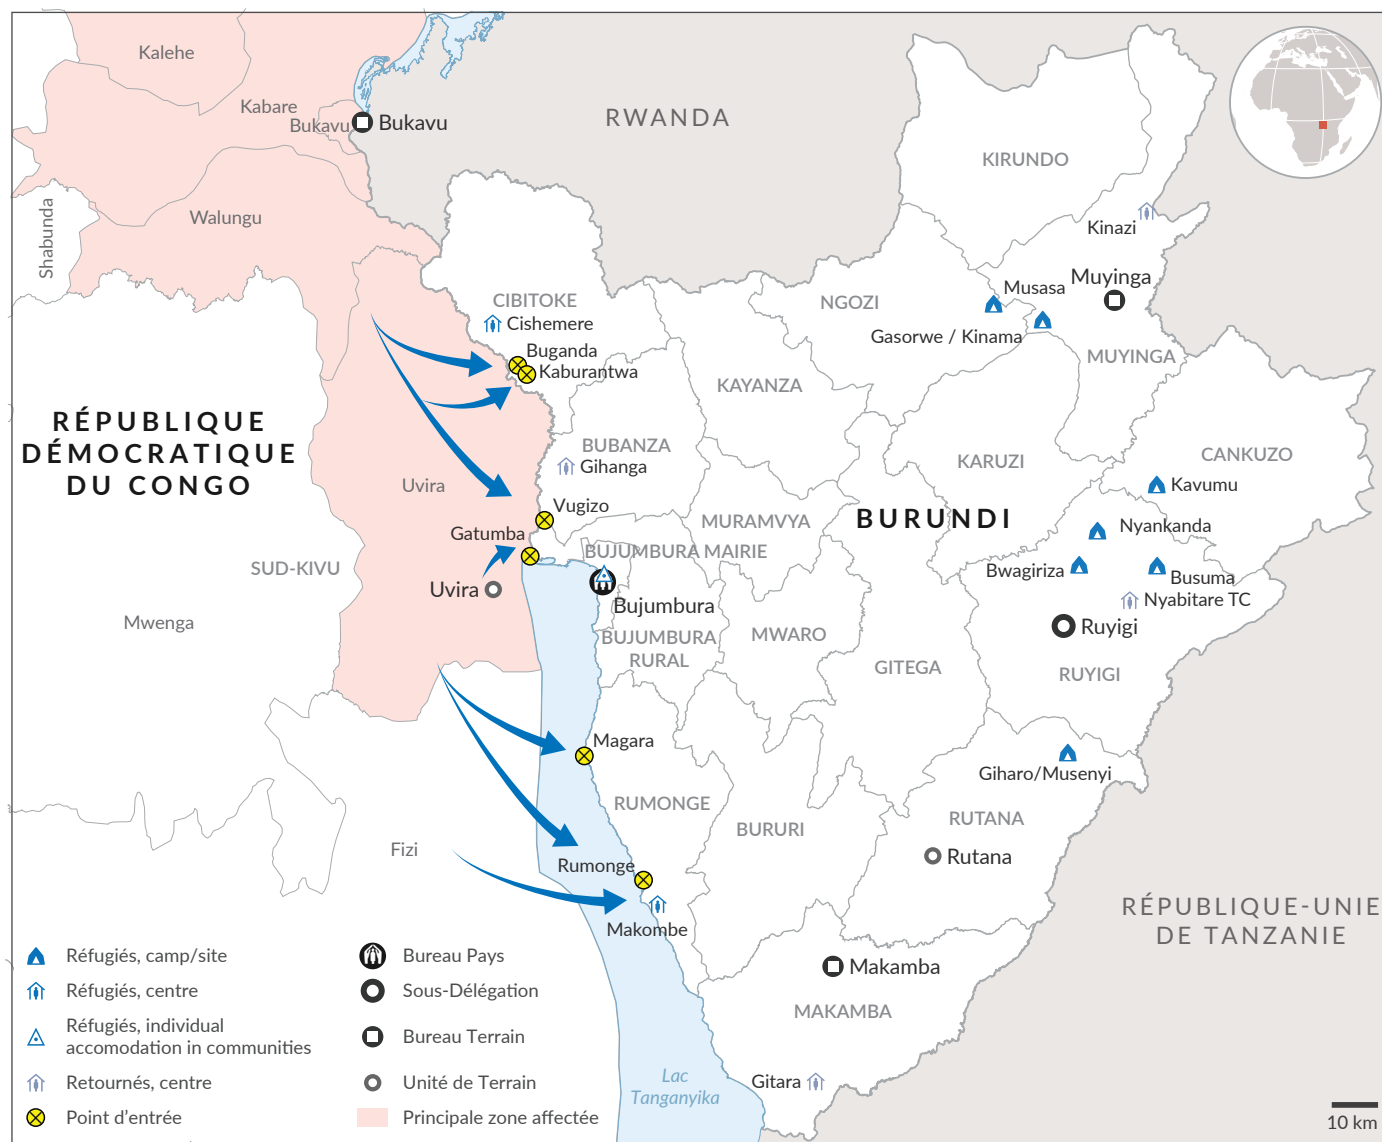 Kalehe
Kabare
Bukavu
Bukavu
RWANDA
KIRUNDO
Walungu
Shabunda
Kinazi
Muyinga
Musasa
CIBITOKE
NGOZI
Cishemere
Gasorwe / Kinama
Buganda
MUYINGA
Kaburantwa
KAYANZA
RÉPUBLIQUE
DÉMOCRATIQUE
DU CONGO
BUBANZA
Gihanga
KARUZI
CANKUZO
Kavumu
Uvira
Vugizo
MURAMVYA
BURUNDI
Nyankanda
Gatumba
BUJUMBURA MAIRIE
SUD-KIVU
Bwagiriza
Busuma
Uvira
Nyabitare TC
Bujumbura
Mwenga
Ruyigi
BUJUMBURA
RURAL
MWARO
GITEGA
RUYIGI
Magara
Giharo/Musenyi
RUMONGE
RUTANA
BURURI
Fizi
Rutana
Rumonge
RÉPUBLIQUE-UNIE
DE TANZANIE
Makombe
Makamba
MAKAMBA
Gitara
Lac
Tanganyika
Réfugiés, camp/site
Réfugiés, centre
Réfugiés, individual
accomodation in communities
Retournés, centre
Point d'entrée
Bureau Pays
Sous-Délégation
Bureau Terrain
Unité de Terrain
Principale zone affectée
10 km